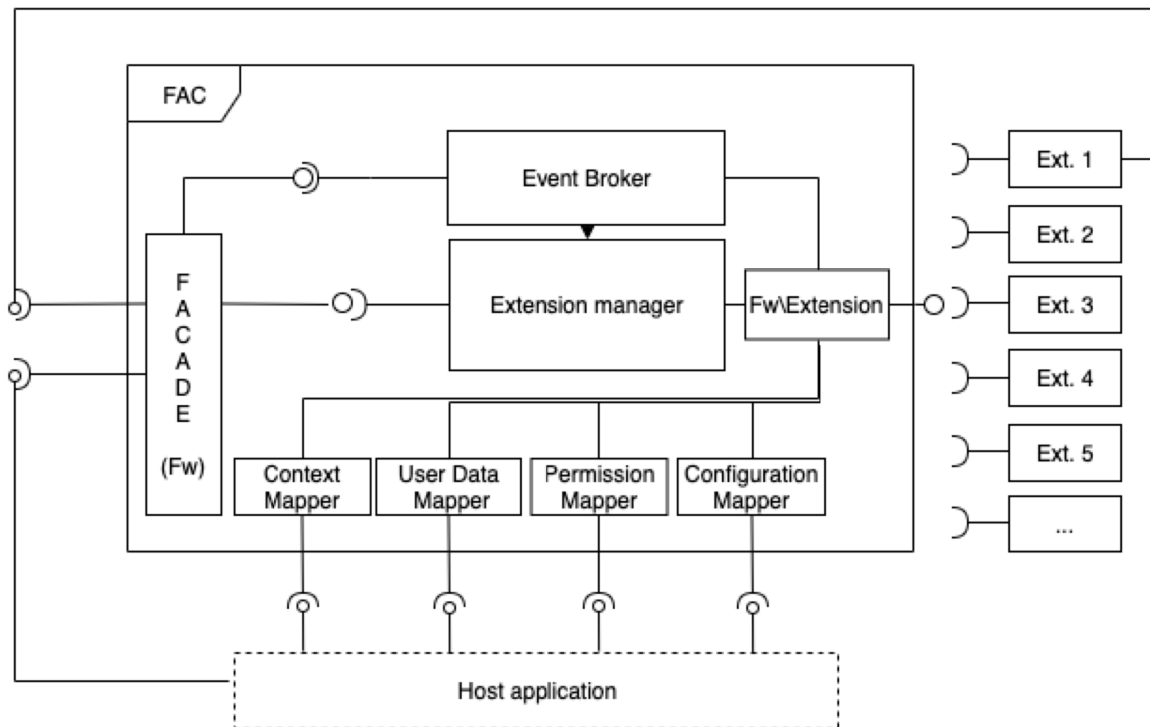 FAC
Event Broker
Ext. 1
Ext. 2
F
A
C
A
D
E
(Fw)
Extension manager
Fw\Extension
Ext. 3
Ext. 4
Ext. 5
...
Context
Mapper
User Data
Mapper
Permission
Mapper
Configuration
Mapper
Host application